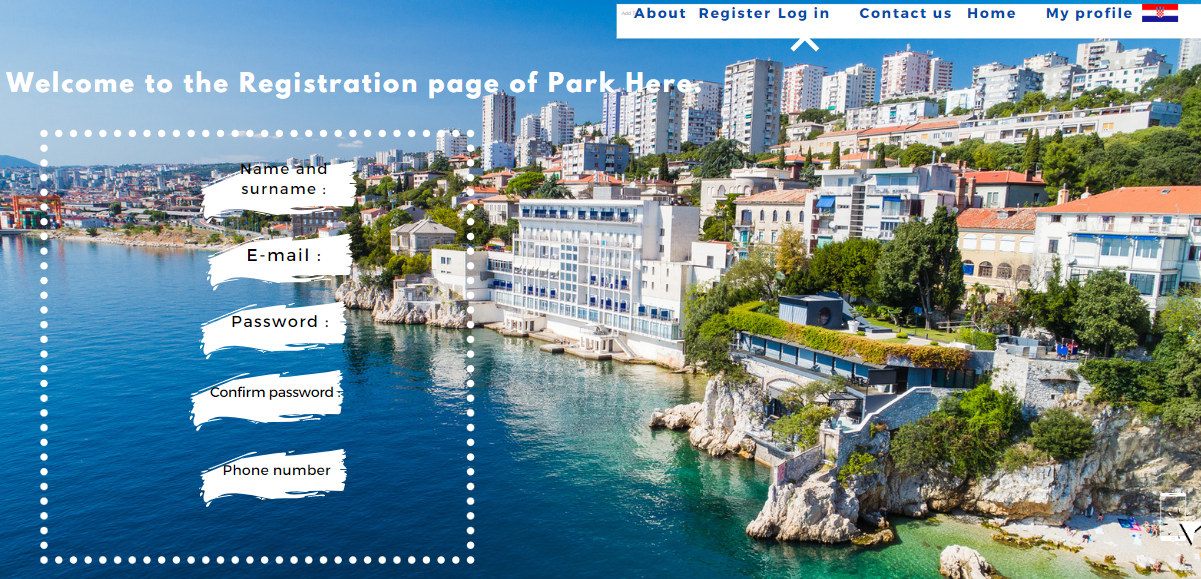 About Register Log in Contact us Home My profile
Welcome to the Registration page of Park Here.
Name and
surname :
E-mail :
Password :
Confirm password :
Phone number